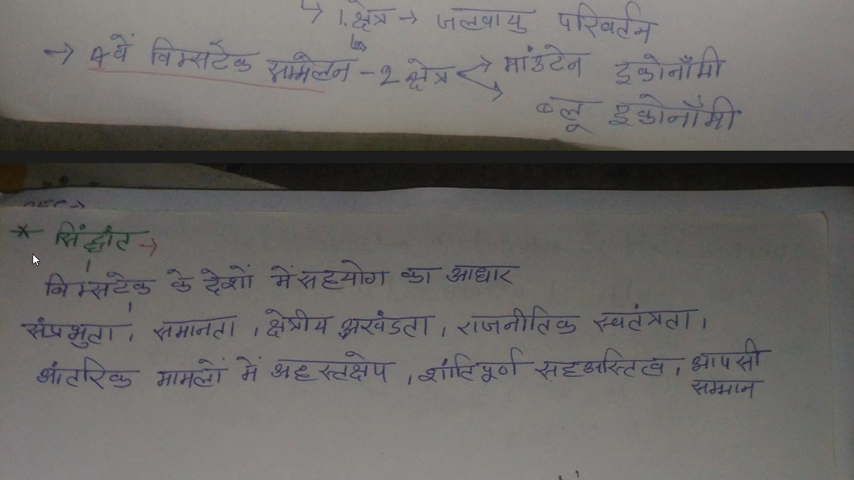 ↳ 1. क्षेत्र → जलवायु परिवर्तन
→ 4 वें बिम्सटेक सम्मेलन - 2 क्षेत्र → मांउटेन इकोनॉमी
→ ब्लू इकोनॉमी
* सिद्धांत →
बिम्सटेक के देशों में सहयोग का आधार
संप्रभुता, समानता, क्षेत्रीय अखंडता, राजनीतिक स्वतंत्रता,
आंतरिक मामलों में अहस्तक्षेप, शांतिपूर्ण सहअस्तित्व, आपसी
सम्मान